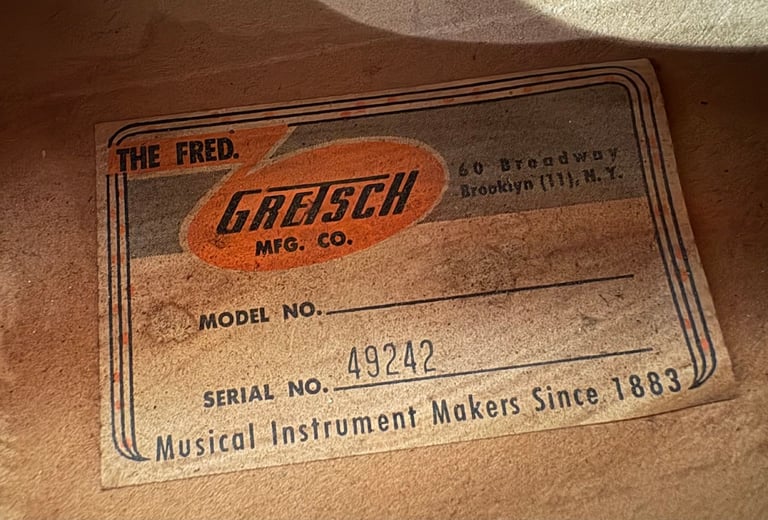 THE FRED.
GRETSCH
MFG. CO.
60 Broadway
Brooklyn (11), N. Y.
MODEL NO.
SERIAL NO. 49242
Musical Instrument Makers Since 1883